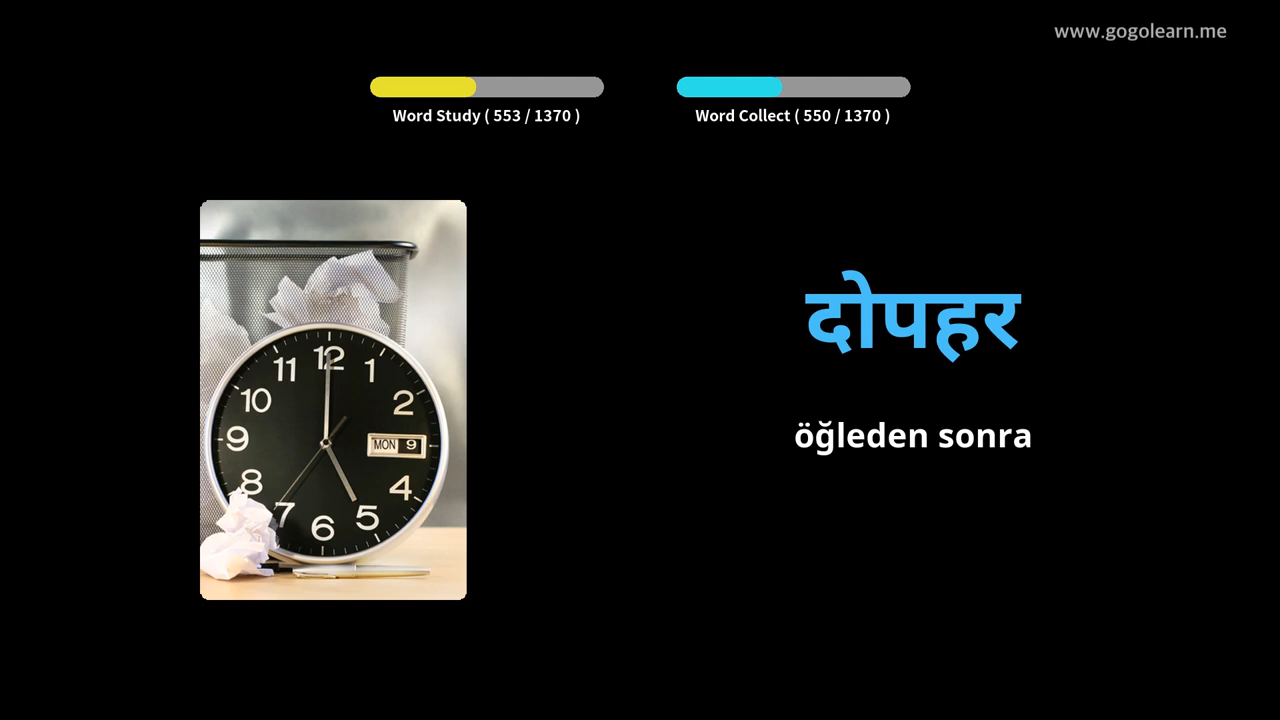 www.gogolearn.me
Word Study ( 553 / 1370 )
Word Collect ( 550 / 1370 )
दोपहर
öğleden sonra
12
1
2
3
4
5
6
7
8
9
10
11
MON 9